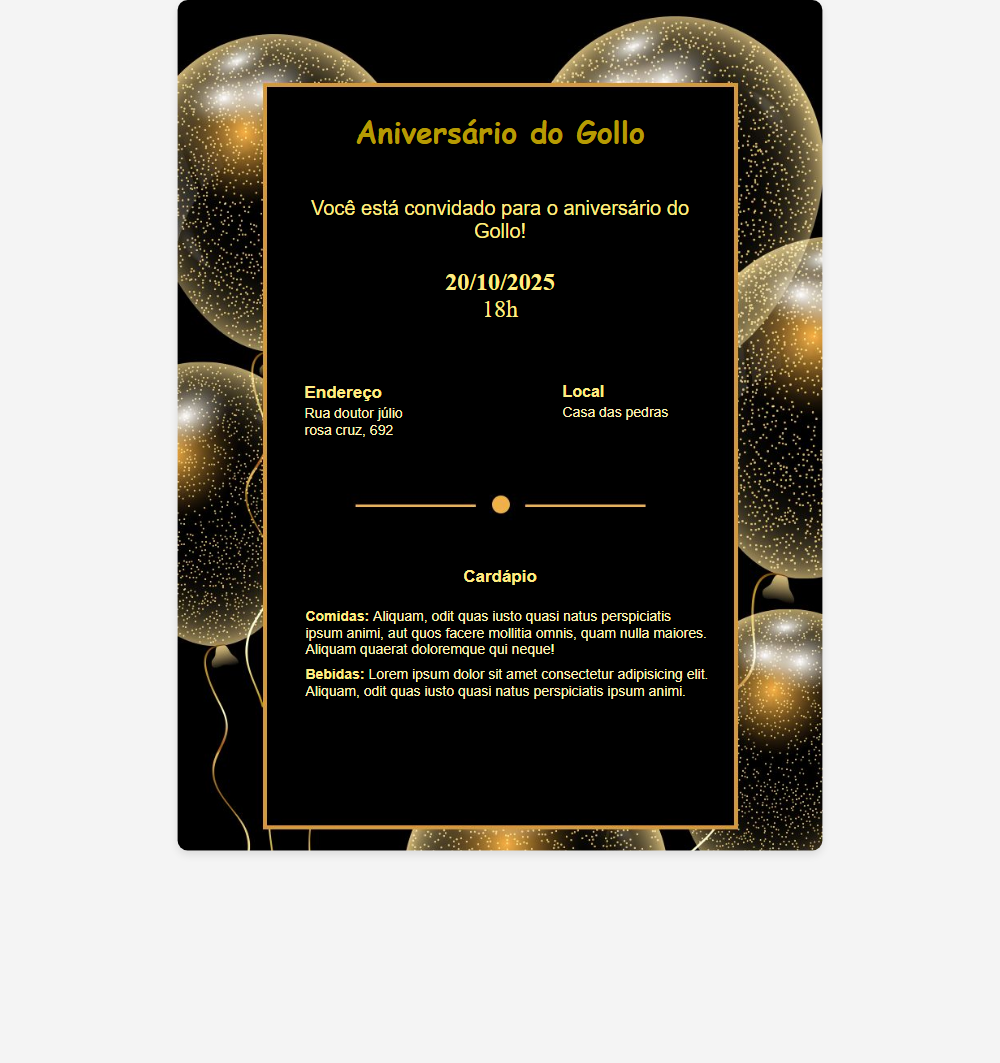 Aniversário do Gollo
Você está convidado para o aniversário do
Gollo!
20/10/2025
18h
Endereço
Rua doutor júlio
rosa cruz, 692
Local
Casa das pedras
Cardápio
Comidas: Aliquam, odit quas iusto quasi natus perspiciatis
ipsum animi, aut quos facere mollitia omnis, quam nulla maiores.
Aliquam quaerat doloremque qui neque!
Bebidas: Lorem ipsum dolor sit amet consectetur adipisicing elit.
Aliquam, odit quas iusto quasi natus perspiciatis ipsum animi.